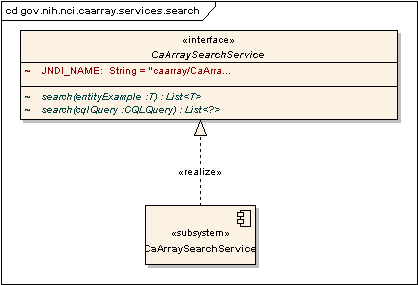 cd gov.nih.nci.caarray.services.search
«interface»
CaArraySearchService
~ JNDI_NAME: String = "caarray/CaArra...
~ search(entityExample :T) : List<T>
~ search(cqlQuery :CQLQuery) : List<?>
«realize»
«subsystem»
CaArraySearchService